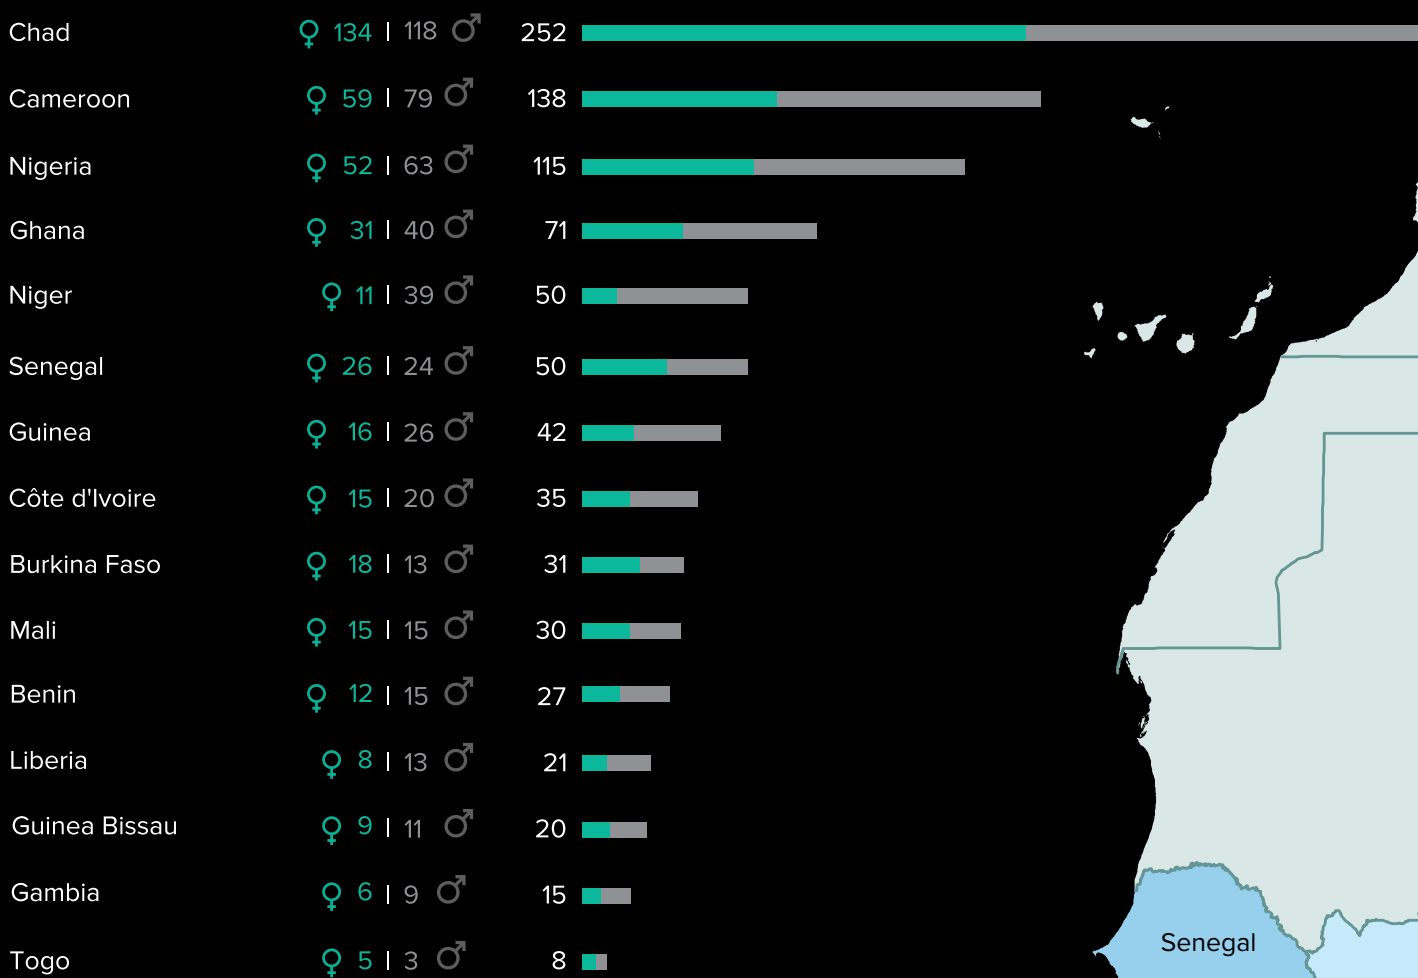 Chad ♀ 134 | 118 ♂ 252
Cameroon ♀ 59 | 79 ♂ 138
Nigeria ♀ 52 | 63 ♂ 115
Ghana ♀ 31 | 40 ♂ 71
Niger ♀ 11 | 39 ♂ 50
Senegal ♀ 26 | 24 ♂ 50
Guinea ♀ 16 | 26 ♂ 42
Côte d'Ivoire ♀ 15 | 20 ♂ 35
Burkina Faso ♀ 18 | 13 ♂ 31
Mali ♀ 15 | 15 ♂ 30
Benin ♀ 12 | 15 ♂ 27
Liberia ♀ 8 | 13 ♂ 21
Guinea Bissau ♀ 9 | 11 ♂ 20
Gambia ♀ 6 | 9 ♂ 15
Togo ♀ 5 | 3 ♂ 8
Senegal